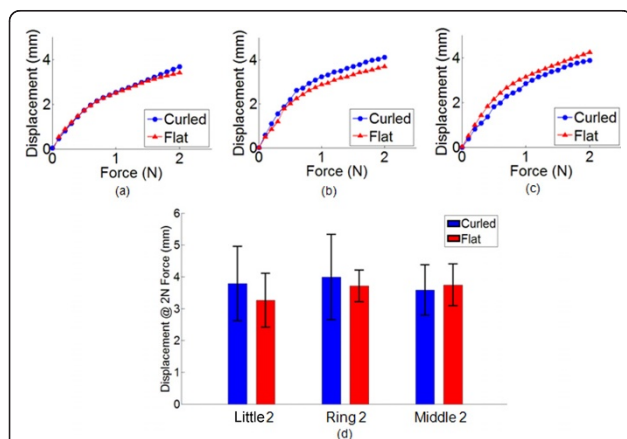 Displacement (mm)
4
2
0
0
1
2
Force (N)
Curled
Flat
(a)
Displacement (mm)
4
2
0
0
1
2
Force (N)
Curled
Flat
(b)
Displacement (mm)
4
2
0
0
1
2
Force (N)
Curled
Flat
(c)
Displacement @ 2N Force (mm)
6
5
4
3
2
1
0
Curled
Flat
Little 2
Ring 2
Middle 2
(d)